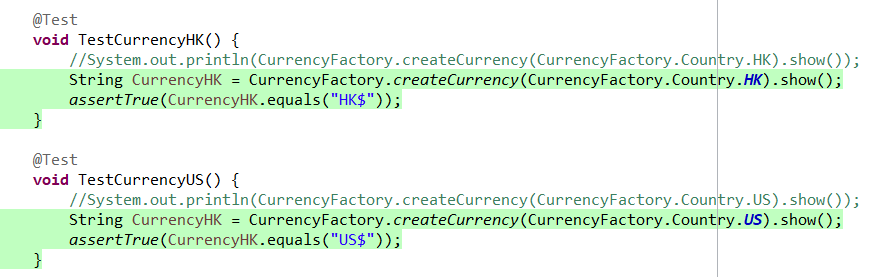 @Test
void TestCurrencyHK() {
//System.out.println(CurrencyFactory.createCurrency(CurrencyFactory.Country.HK).show());
String CurrencyHK = CurrencyFactory.createCurrency(CurrencyFactory.Country.HK).show();
assertTrue(CurrencyHK.equals("HK$"));
}
@Test
void TestCurrencyUS() {
//System.out.println(CurrencyFactory.createCurrency(CurrencyFactory.Country.US).show());
String CurrencyHK = CurrencyFactory.createCurrency(CurrencyFactory.Country.US).show();
assertTrue(CurrencyHK.equals("US$"));
}